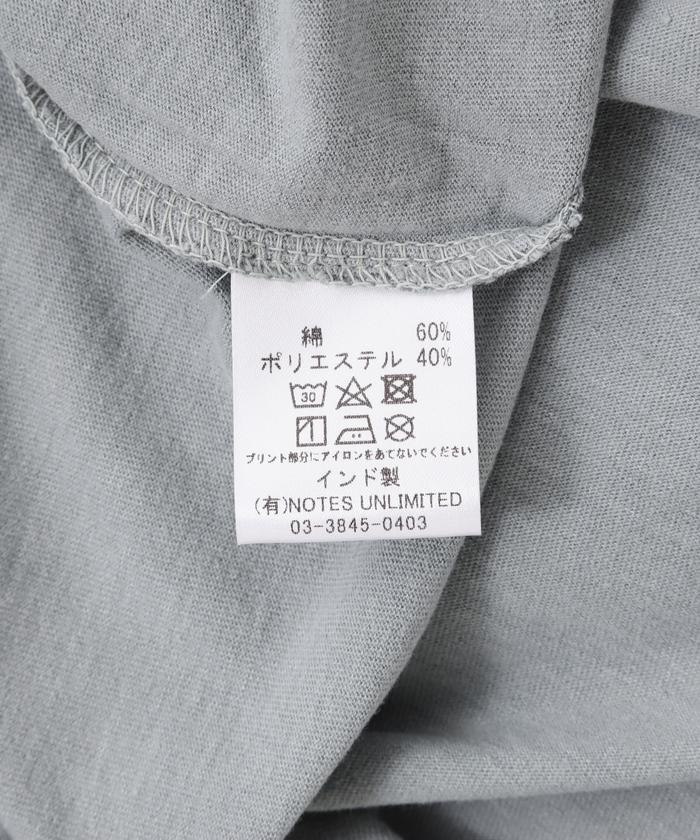 綿 60%
ポリエステル 40%
30
プリント部分にアイロンをあてないでください
インド製
(有)NOTES UNLIMITED
03-3845-0403